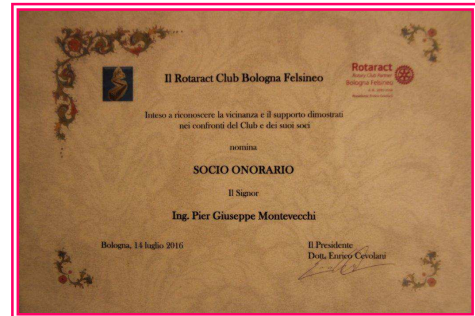 Rotaract
Bologna Felsineo
Il Rotaract Club Bologna Felsineo
Inteso a riconoscere la vicinanza e il supporto dimostrati
nei confronti del Club e dei suoi soci
nomina
SOCIO ONORARIO
Il Signor
Ing. Pier Giuseppe Montevecchi
Bologna, 14 luglio 2016
Il Presidente
Dott. Enrico Cevolani